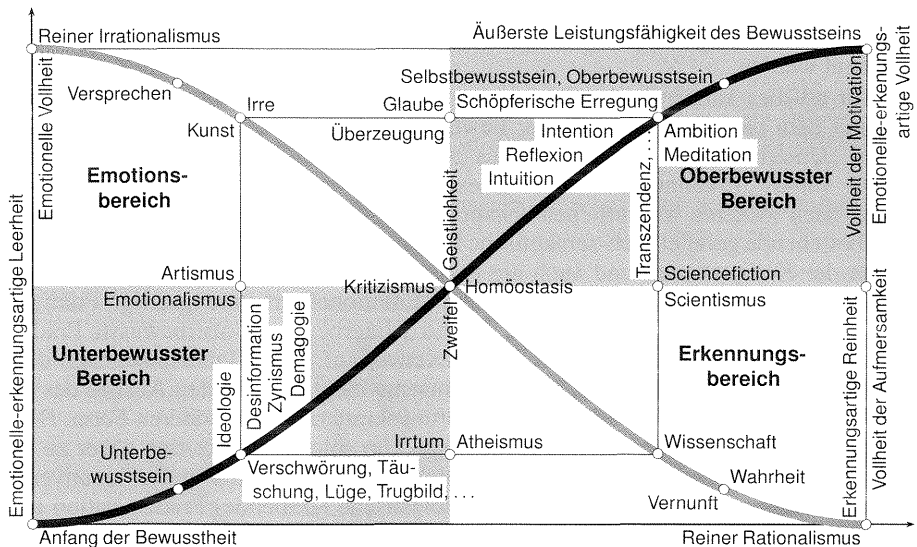 Reiner Irrationalismus
Äußerste Leistungsfähigkeit des Bewusstseins
Emotionelle Vollheit
Versprechen
Irre
Kunst
Glaube
Überzeugung
Selbstbewusstsein, Oberbewusstsein
Schöpferische Erregung
Intention
Reflexion
Intuition
Ambition
Meditation
Transzendenz, ...
Vollheit der Motivation
Emotionelle-erkennungs-
artige Vollheit
Emotions-
bereich
Oberbewusster
Bereich
Geistlichkeit
Emotionelle-erkennungsartige Leerheit
Artismus
Emotionalismus
Kritizismus
Homöostasis
Zweifel
Sciencefiction
Scientismus
Unterbewusster
Bereich
Ideologie
Desinformation
Zynismus
Demagogie
Erkennungs-
bereich
Erkennungsartige Reinheit
Vollheit der Aufmersamkeit
Irrtum
Atheismus
Wissenschaft
Unterbe-
wusstsein
Verschwörung, Täu-
schung, Lüge, Trugbild, ...
Wahrheit
Vernunft
Anfang der Bewusstheit
Reiner Rationalismus